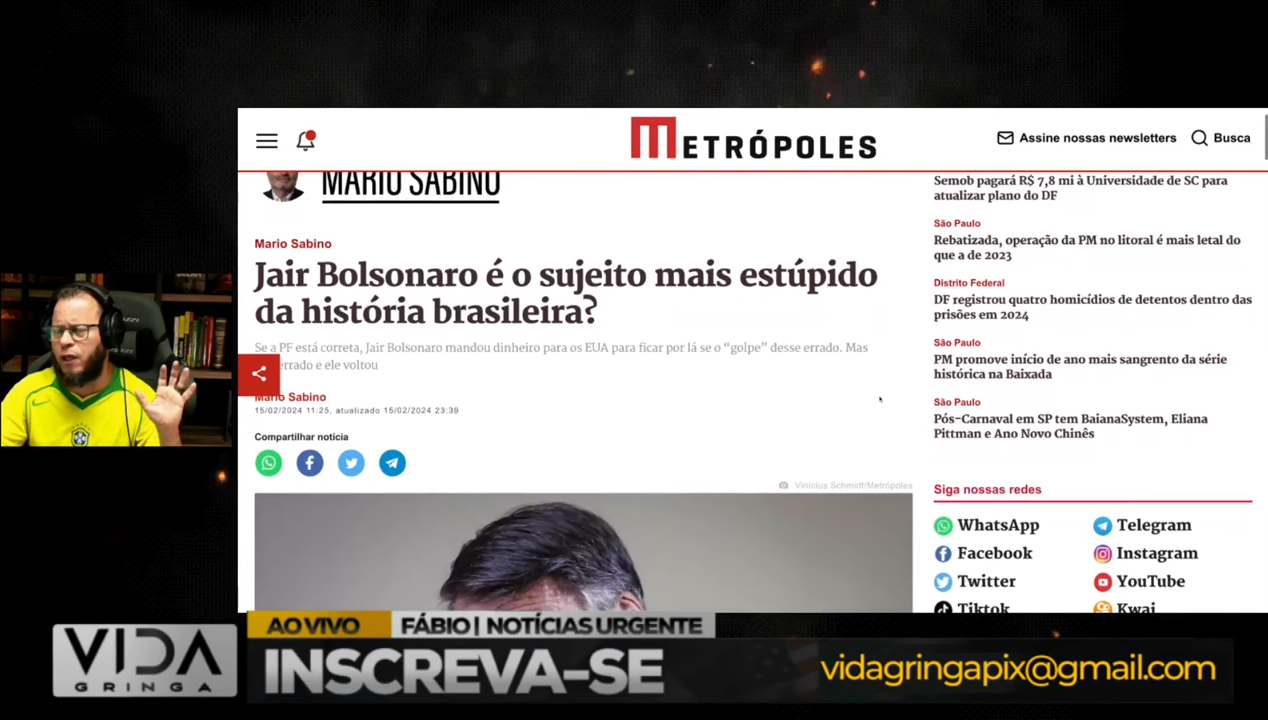 METRÓPOLES
Assine nossas newsletters
Busca
MARIO SABINO
Mario Sabino
Jair Bolsonaro é o sujeito mais estúpido
da história brasileira?
Se a PF está correta, Jair Bolsonaro mandou dinheiro para os EUA para ficar por lá se o “golpe” desse errado. Mas
errado e ele voltou
Mario Sabino
15/02/2024 11:25, atualizado 15/02/2024 23:39
Compartilhar notícia
Vinícius Schmidt/Metrópoles
Semob pagará R$ 7,8 mi à Universidade de SC para
atualizar plano do DF
São Paulo
Rebatizada, operação da PM no litoral é mais letal do
que a de 2023
Distrito Federal
DF registrou quatro homicídios de detentos dentro das
prisões em 2024
São Paulo
PM promove início de ano mais sangrento da série
histórica na Baixada
São Paulo
Pós-Carnaval em SP tem BaianaSystem, Eliana
Pittman e Ano Novo Chinês
Siga nossas redes
WhatsApp
Telegram
Facebook
Instagram
Twitter
YouTube
Tiktok
Kwai
VIDA
GRINGA
AO VIVO
FÁBIO | NOTÍCIAS URGENTE
INSCREVA-SE
vidagringapix@gmail.com